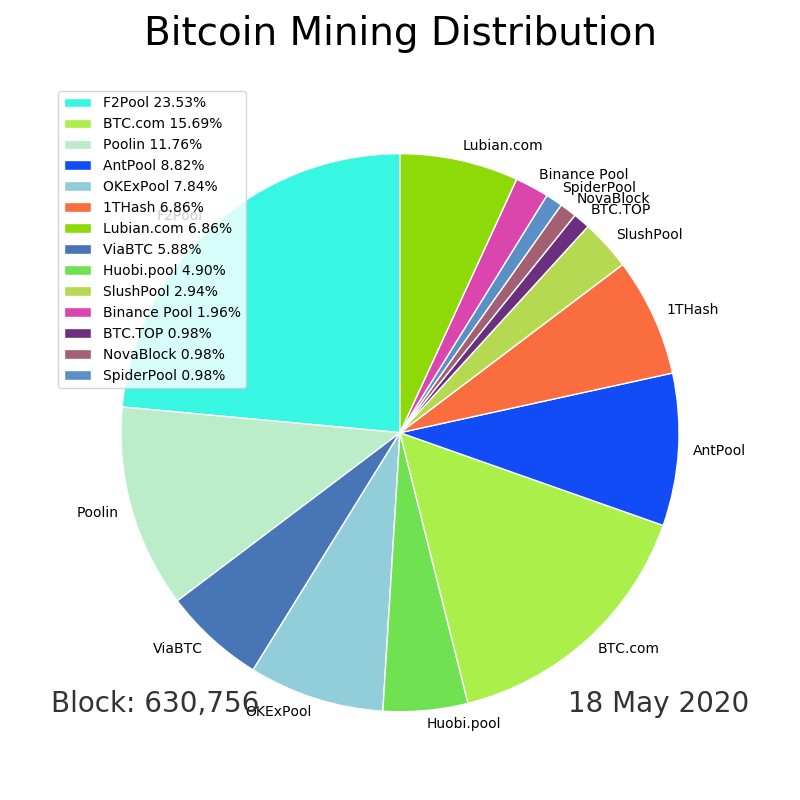 Bitcoin Mining Distribution
F2Pool 23.53%
BTC.com 15.69%
Poolin 11.76%
AntPool 8.82%
OKExPool 7.84%
1THash 6.86%
Lubian.com 6.86%
ViaBTC 5.88%
Huobi.pool 4.90%
SlushPool 2.94%
Binance Pool 1.96%
BTC.TOP 0.98%
NovaBlock 0.98%
SpiderPool 0.98%
F2Pool
Lubian.com
Binance Pool
SpiderPool
NovaBlock
BTC.TOP
SlushPool
1THash
AntPool
BTC.com
Huobi.pool
OKExPool
ViaBTC
Poolin
Block: 630,756
18 May 2020